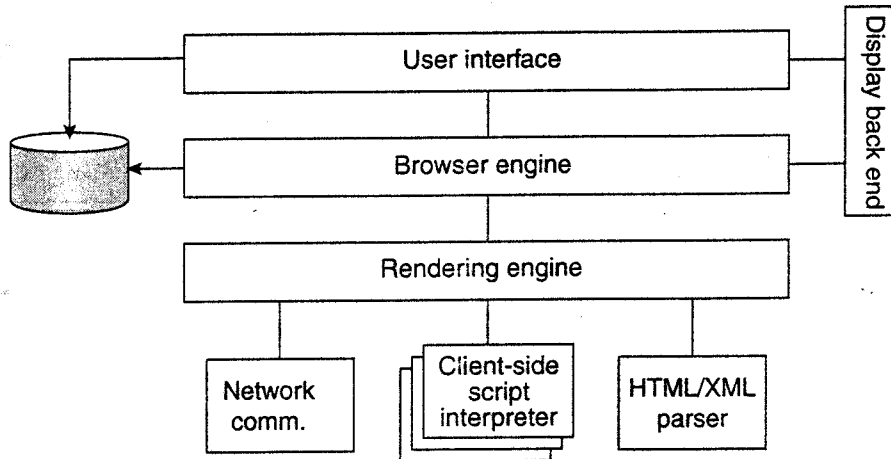 User interface
Display back end
Browser engine
Rendering engine
Network
comm.
Client-side
script
interpreter
HTML/XML
parser